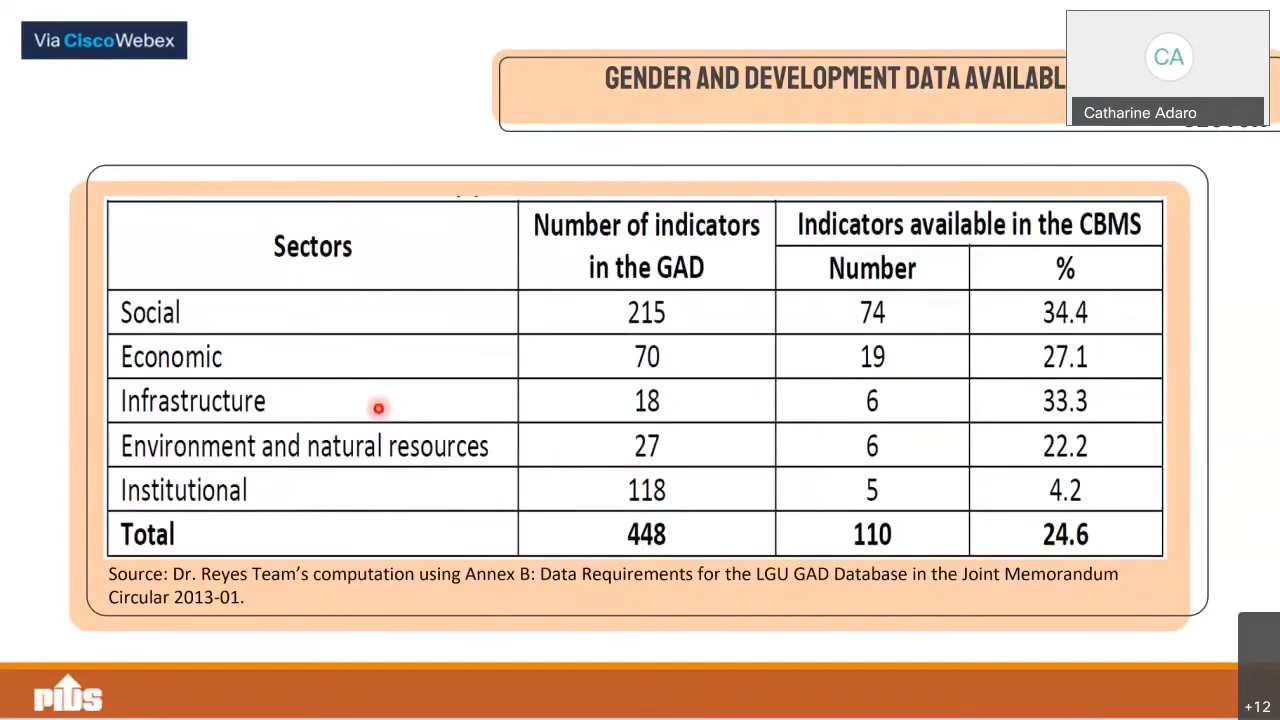 Via CiscoWebex
CA
Catharine Adaro
GENDER AND DEVELOPMENT DATA AVAILABL
Sectors
Number of indicators
in the GAD
Indicators available in the CBMS
Number %
Social 215 74 34.4
Economic 70 19 27.1
Infrastructure 18 6 33.3
Environment and natural resources 27 6 22.2
Institutional 118 5 4.2
Total 448 110 24.6
Source: Dr. Reyes Team's computation using Annex B: Data Requirements for the LGU GAD Database in the Joint Memorandum
Circular 2013-01.
PIDS
+12